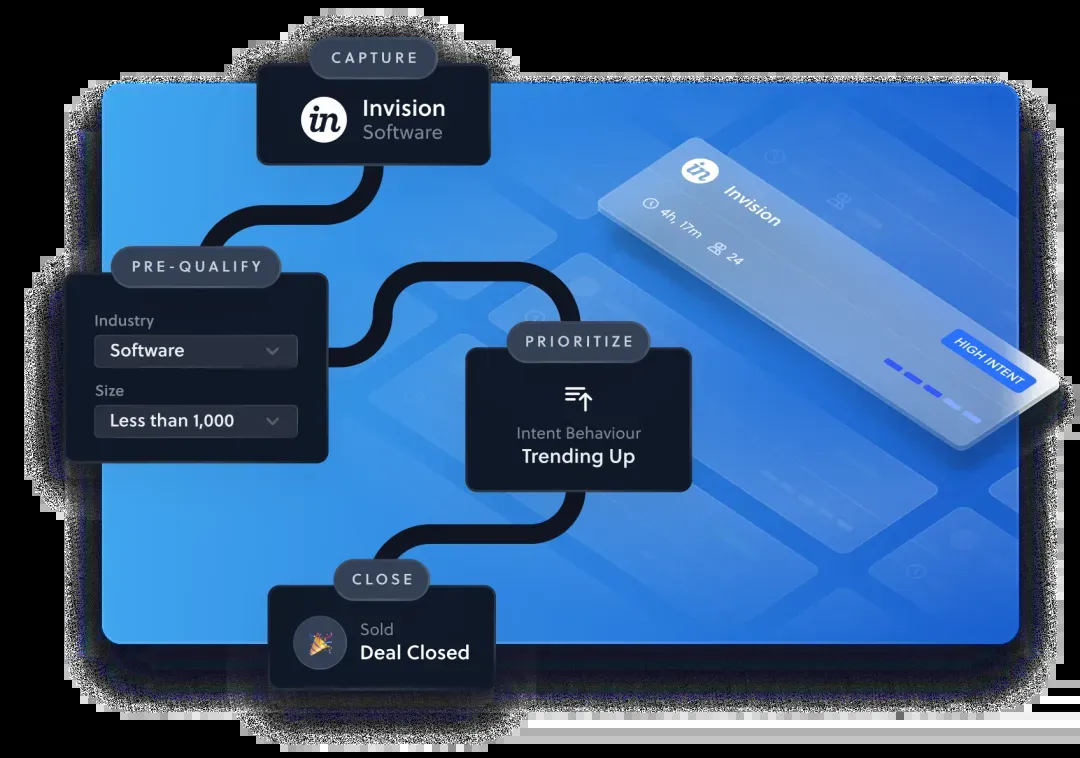 CAPTURE
in
Invision
Software
PRE-QUALIFY
Industry
Software
Size
Less than 1,000
PRIORITIZE
Intent Behaviour
Trending Up
CLOSE
Sold
Deal Closed
in
Invision
4h, 17m
24
HIGH INTENT